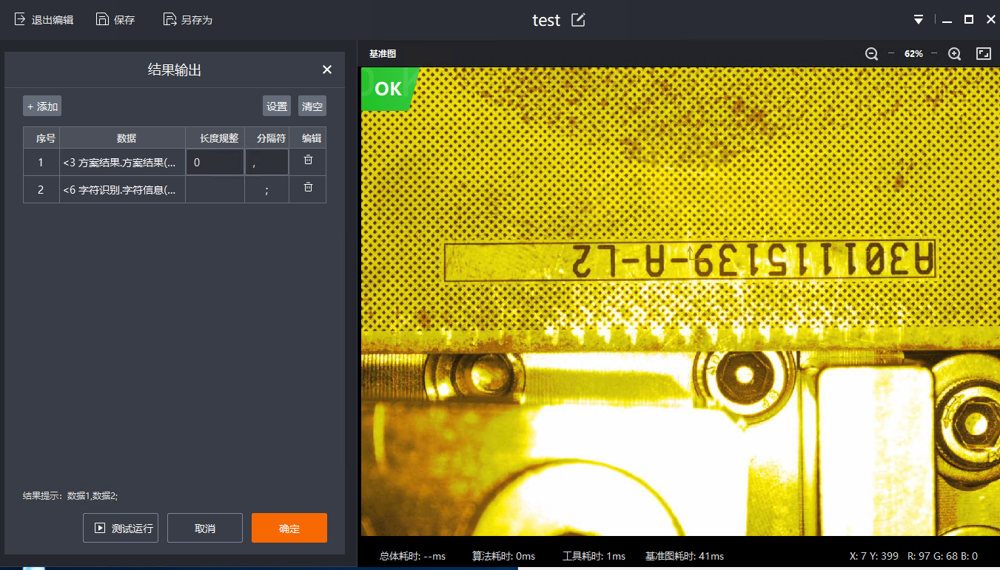 退出编辑 保存 另存为 test
结果输出
+ 添加 设置 清空
序号 数据 长度规整 分隔符 编辑
1 <3 方案结果.方案结果(... 0 ,
2 <6 字符识别.字符信息(... ;
结果提示: 数据1,数据2;
测试运行 取消 确定
基准图 62%
OK
A301115139-A-L2
总体耗时: --ms 算法耗时: 0ms 工具耗时: 1ms 基准图耗时: 41ms X: 7 Y: 399 R: 97 G: 68 B: 0